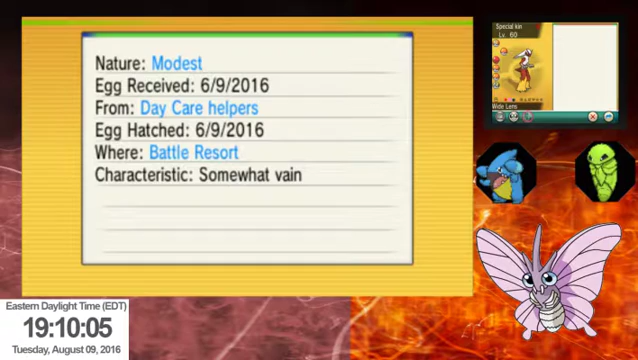 Nature: Modest
Egg Received: 6/9/2016
From: Day Care helpers
Egg Hatched: 6/9/2016
Where: Battle Resort
Characteristic: Somewhat vain
Special kin
Lv. 60
Wide Lens
Eastern Daylight Time (EDT)
19:10:05
Tuesday, August 09, 2016